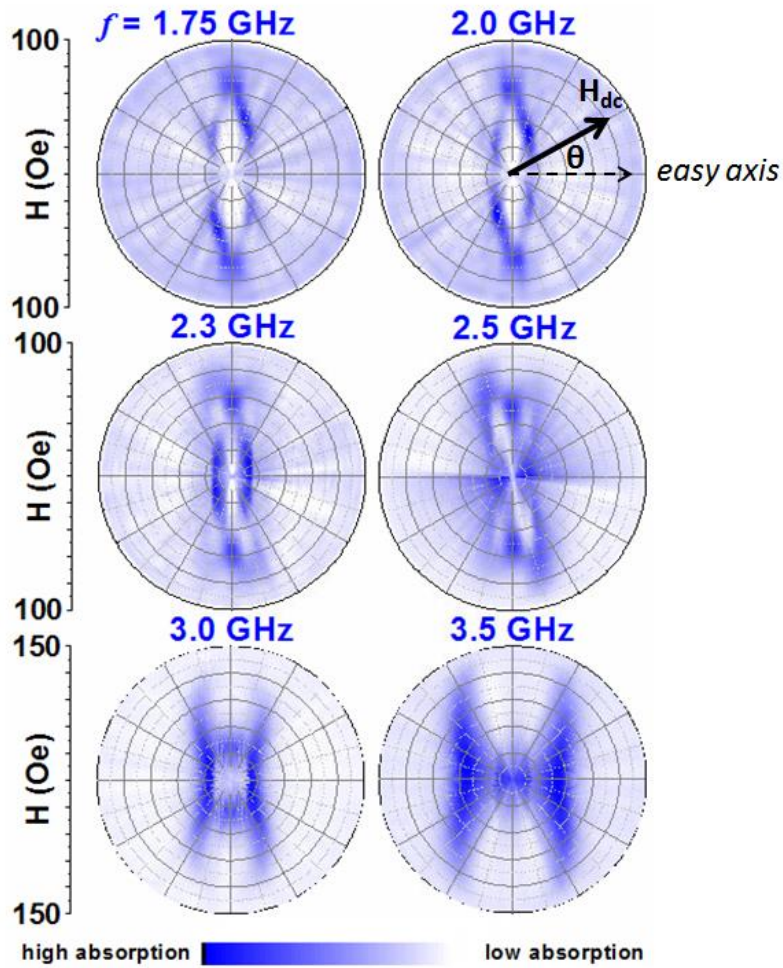 f = 1.75 GHz
2.0 GHz
100
H (Oe)
100
H_dc
θ
easy axis
2.3 GHz
2.5 GHz
100
H (Oe)
100
3.0 GHz
3.5 GHz
150
H (Oe)
150
high absorption
low absorption